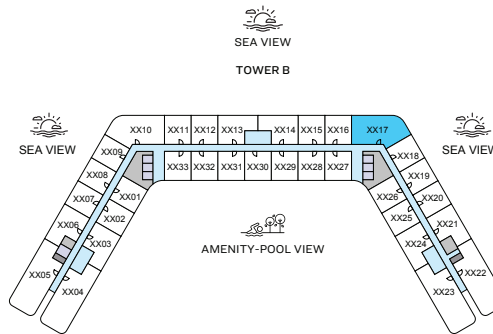 SEA VIEW
TOWER B
SEA VIEW
SEA VIEW
XX10 XX11 XX12 XX13 XX14 XX15 XX16 XX17
XX09 XX33 XX32 XX31 XX30 XX29 XX28 XX27 XX18
XX08 XX01 XX26 XX19
XX07 XX02 XX25 XX20
XX06 XX03 XX24 XX21
AMENITY-POOL VIEW
XX05 XX04 XX23 XX22